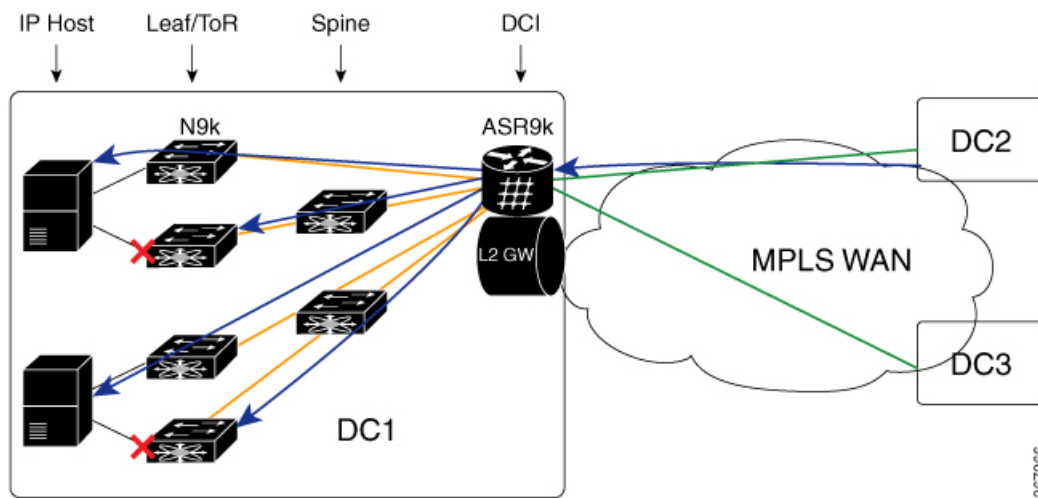 IP Host
Leaf/ToR
Spine
DCI
N9k
ASR9k
DC2
L2 GW
MPLS WAN
DC3
DC1